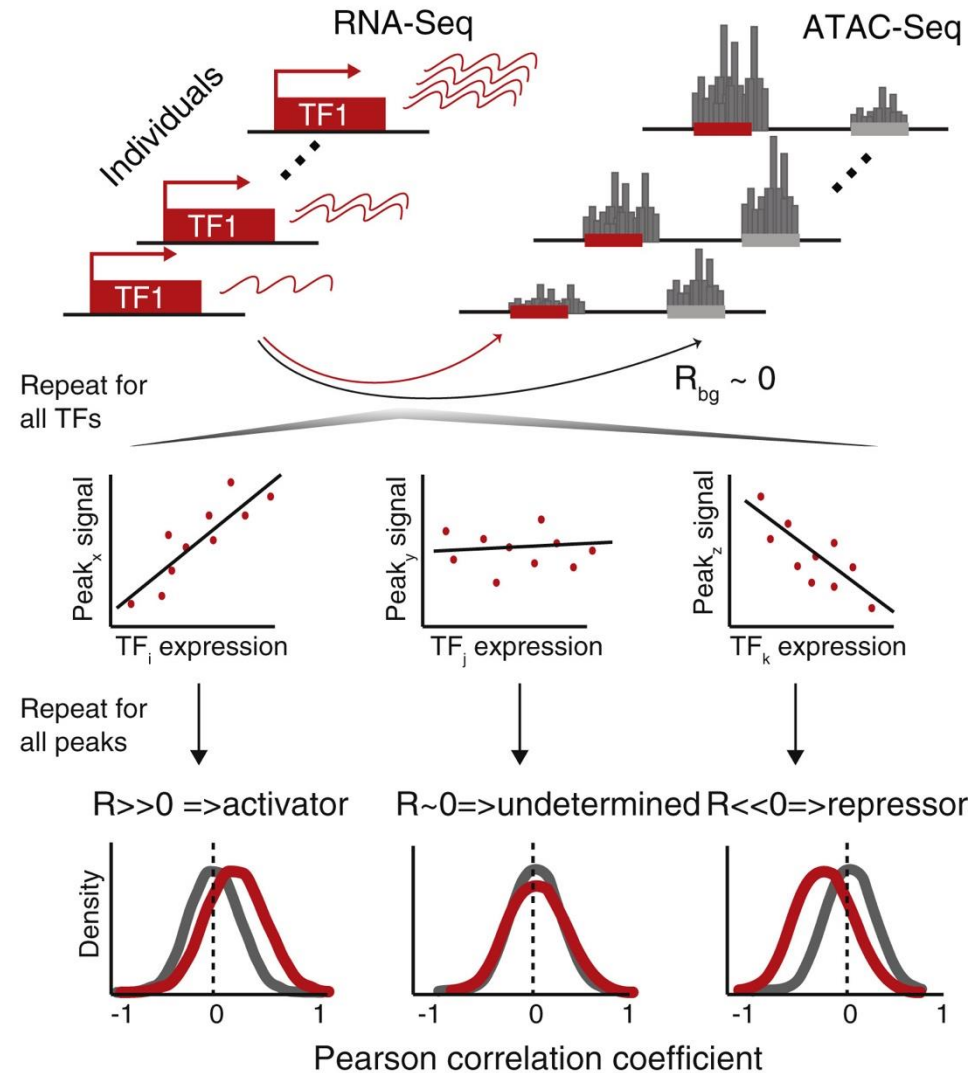 RNA-Seq
ATAC-Seq
Individuals
TF1
TF1
TF1
Repeat for
all TFs
R_bg ~ 0
Peak_x signal
TF_i expression
Peak_y signal
TF_j expression
Peak_z signal
TF_k expression
Repeat for
all peaks
R>>0 =>activator
R~0=>undetermined
R<<0=>repressor
Density
-1 0 1
-1 0 1
-1 0 1
Pearson correlation coefficient